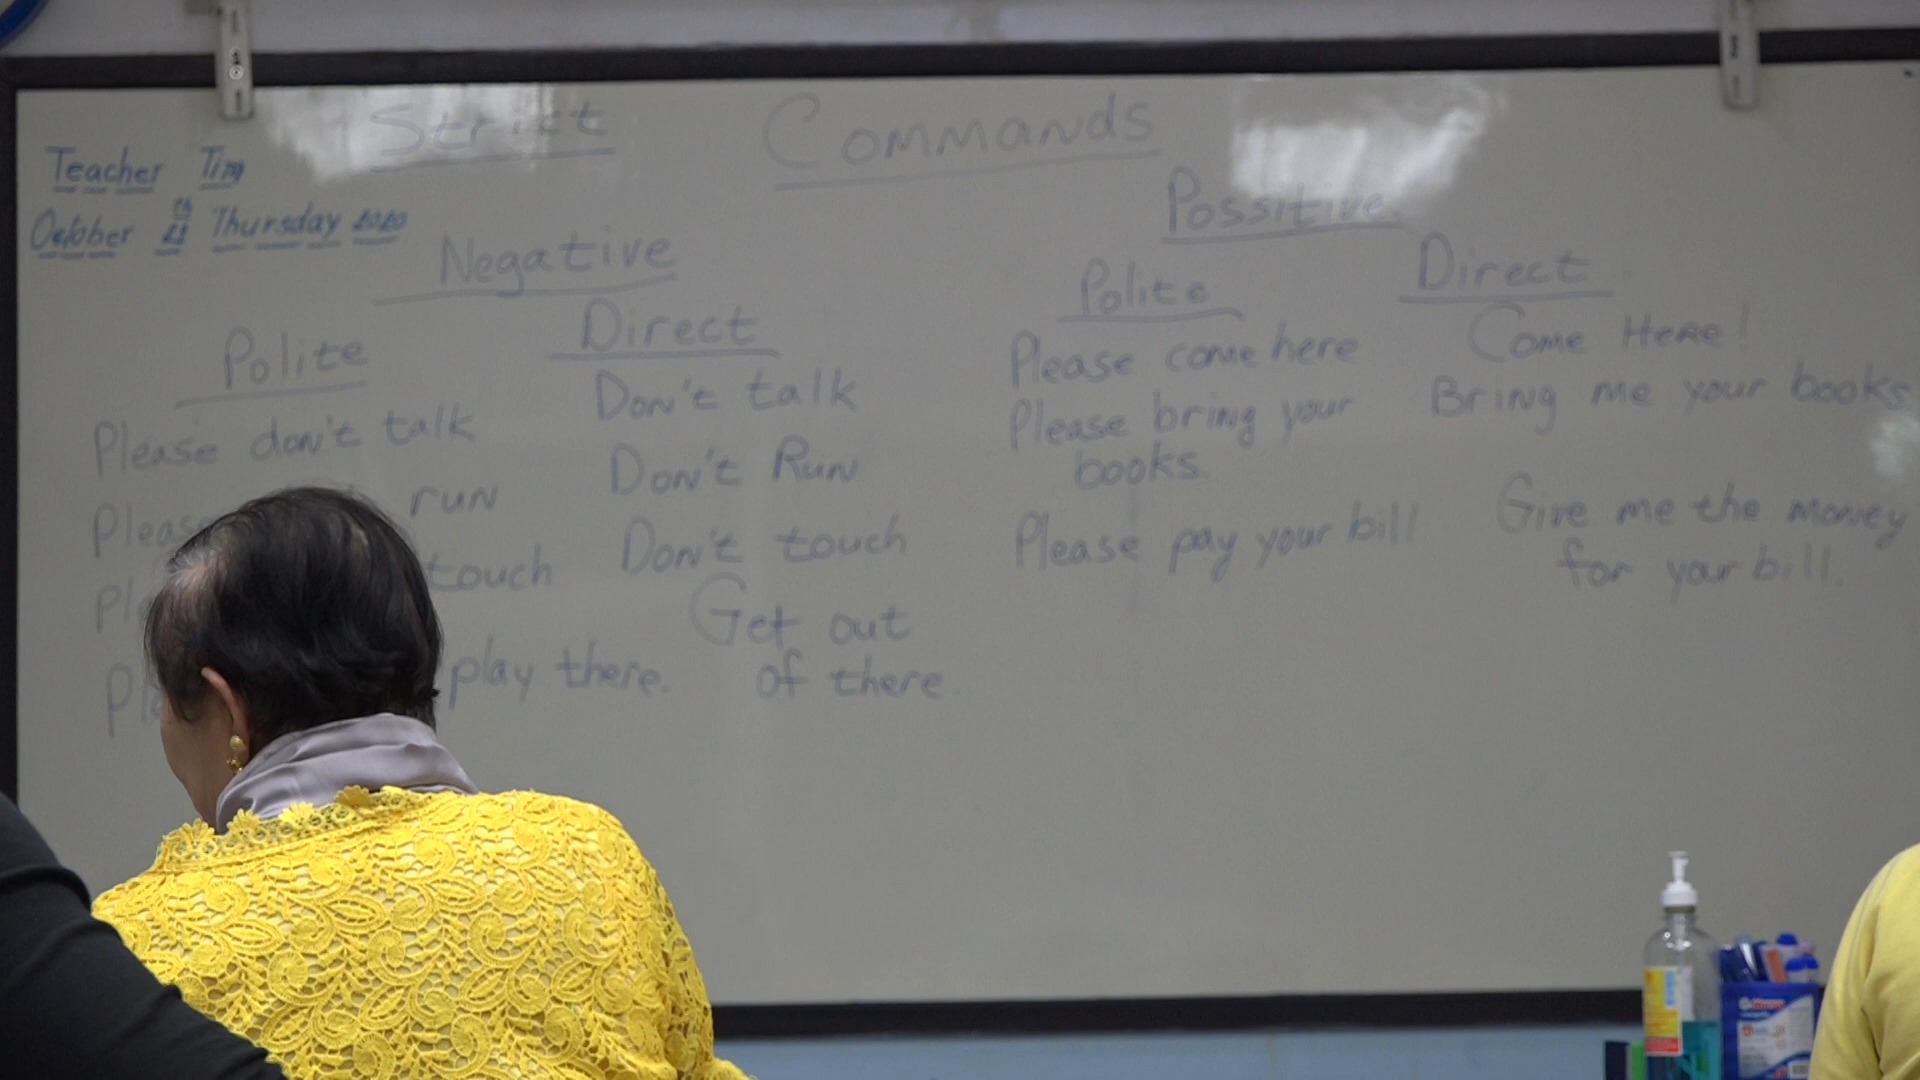 Strict Commands
Teacher Tim
October th Thursday 2020
Negative
Polite
Please don't talk
run
touch
play there.
Direct
Don't talk
Don't Run
Don't touch
Get out
of there
Possitive
Polite
Please come here
Please bring your
books.
Please pay your bill
Direct
Come Here!
Bring me your books
Give me the money
for your bill.